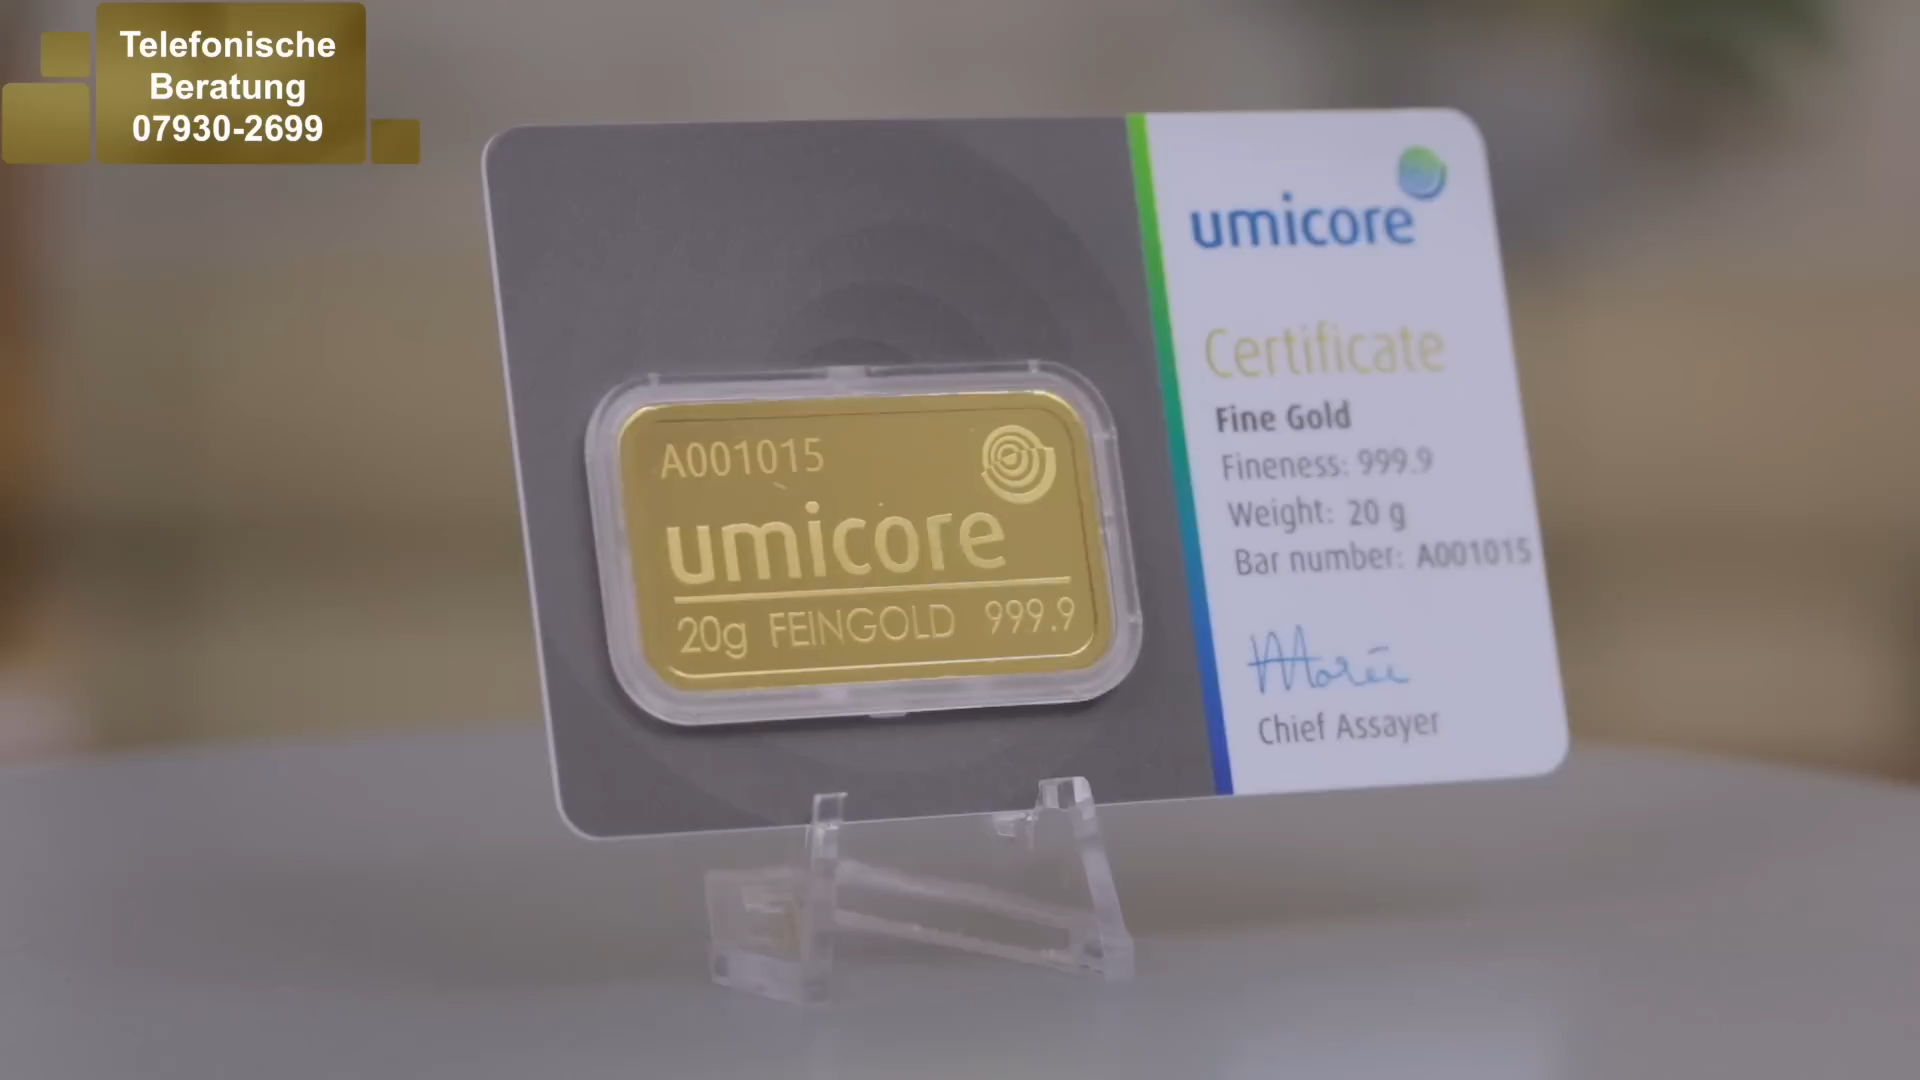 Telefonische
Beratung
07930-2699
A001015
umicore
20g FEINGOLD 999.9
umicore
Certificate
Fine Gold
Fineness: 999.9
Weight: 20 g
Bar number: A001015
Chief Assayer